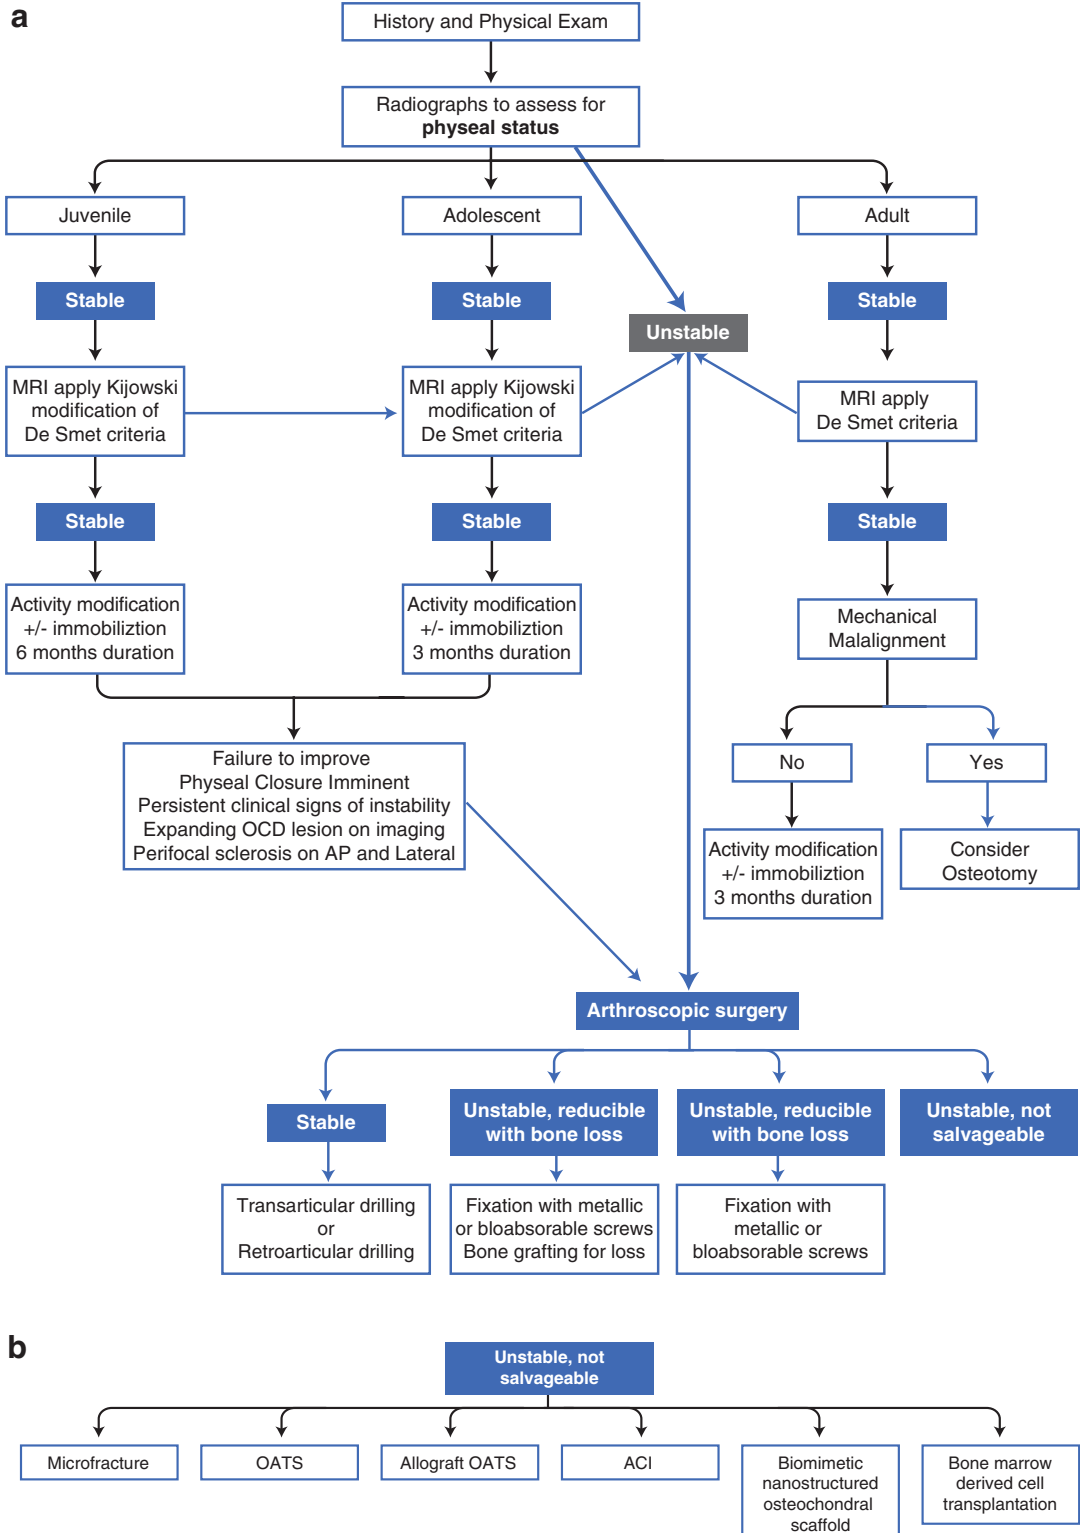 a
History and Physical Exam
Radiographs to assess for
physeal status
Juvenile
Adolescent
Adult
Stable
Stable
Stable
Unstable
MRI apply Kijowski
modification of
De Smet criteria
MRI apply Kijowski
modification of
De Smet criteria
MRI apply
De Smet criteria
Stable
Stable
Stable
Activity modification
+/- immobiliztion
6 months duration
Activity modification
+/- immobiliztion
3 months duration
Mechanical
Malalignment
Failure to improve
Physeal Closure Imminent
Persistent clinical signs of instability
Expanding OCD lesion on imaging
Perifocal sclerosis on AP and Lateral
No
Yes
Activity modification
+/- immobiliztion
3 months duration
Consider
Osteotomy
Arthroscopic surgery
Stable
Unstable, reducible
with bone loss
Unstable, reducible
with bone loss
Unstable, not
salvageable
Transarticular drilling
or
Retroarticular drilling
Fixation with metallic
or bloabsorable screws
Bone grafting for loss
Fixation with
metallic or
bloabsorable screws
b
Unstable, not
salvageable
Microfracture
OATS
Allograft OATS
ACI
Biomimetic
nanostructured
osteochondral
scaffold
Bone marrow
derived cell
transplantation